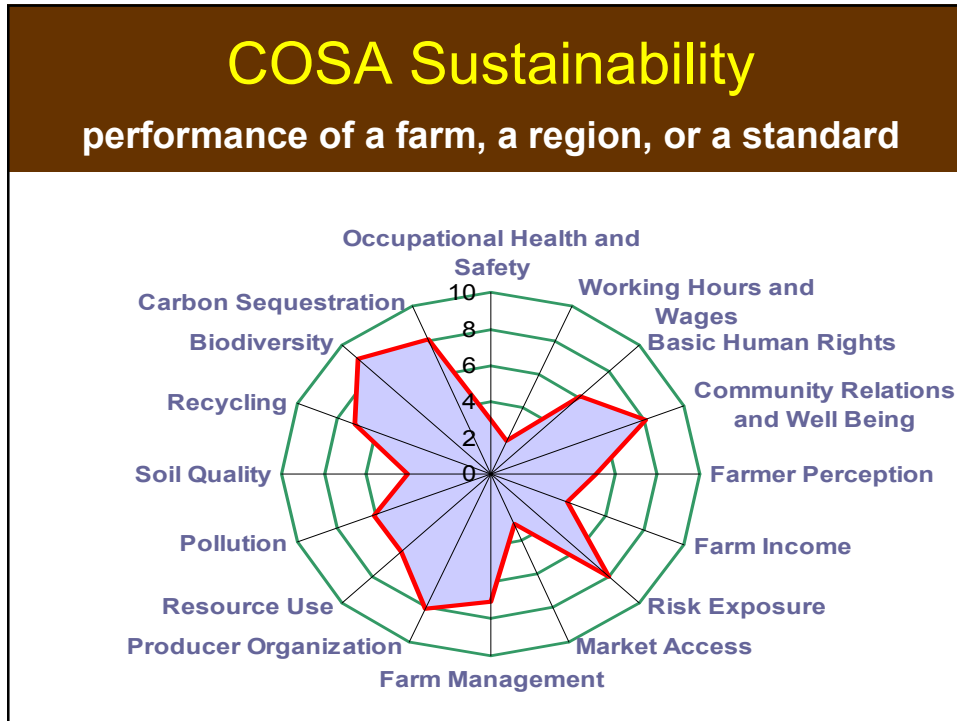 COSA Sustainability
performance of a farm, a region, or a standard
Occupational Health and
Safety
Working Hours and
Wages
Basic Human Rights
Community Relations
and Well Being
Farmer Perception
Farm Income
Risk Exposure
Market Access
Farm Management
Producer Organization
Resource Use
Pollution
Soil Quality
Recycling
Biodiversity
Carbon Sequestration
10
8
6
4
2
0